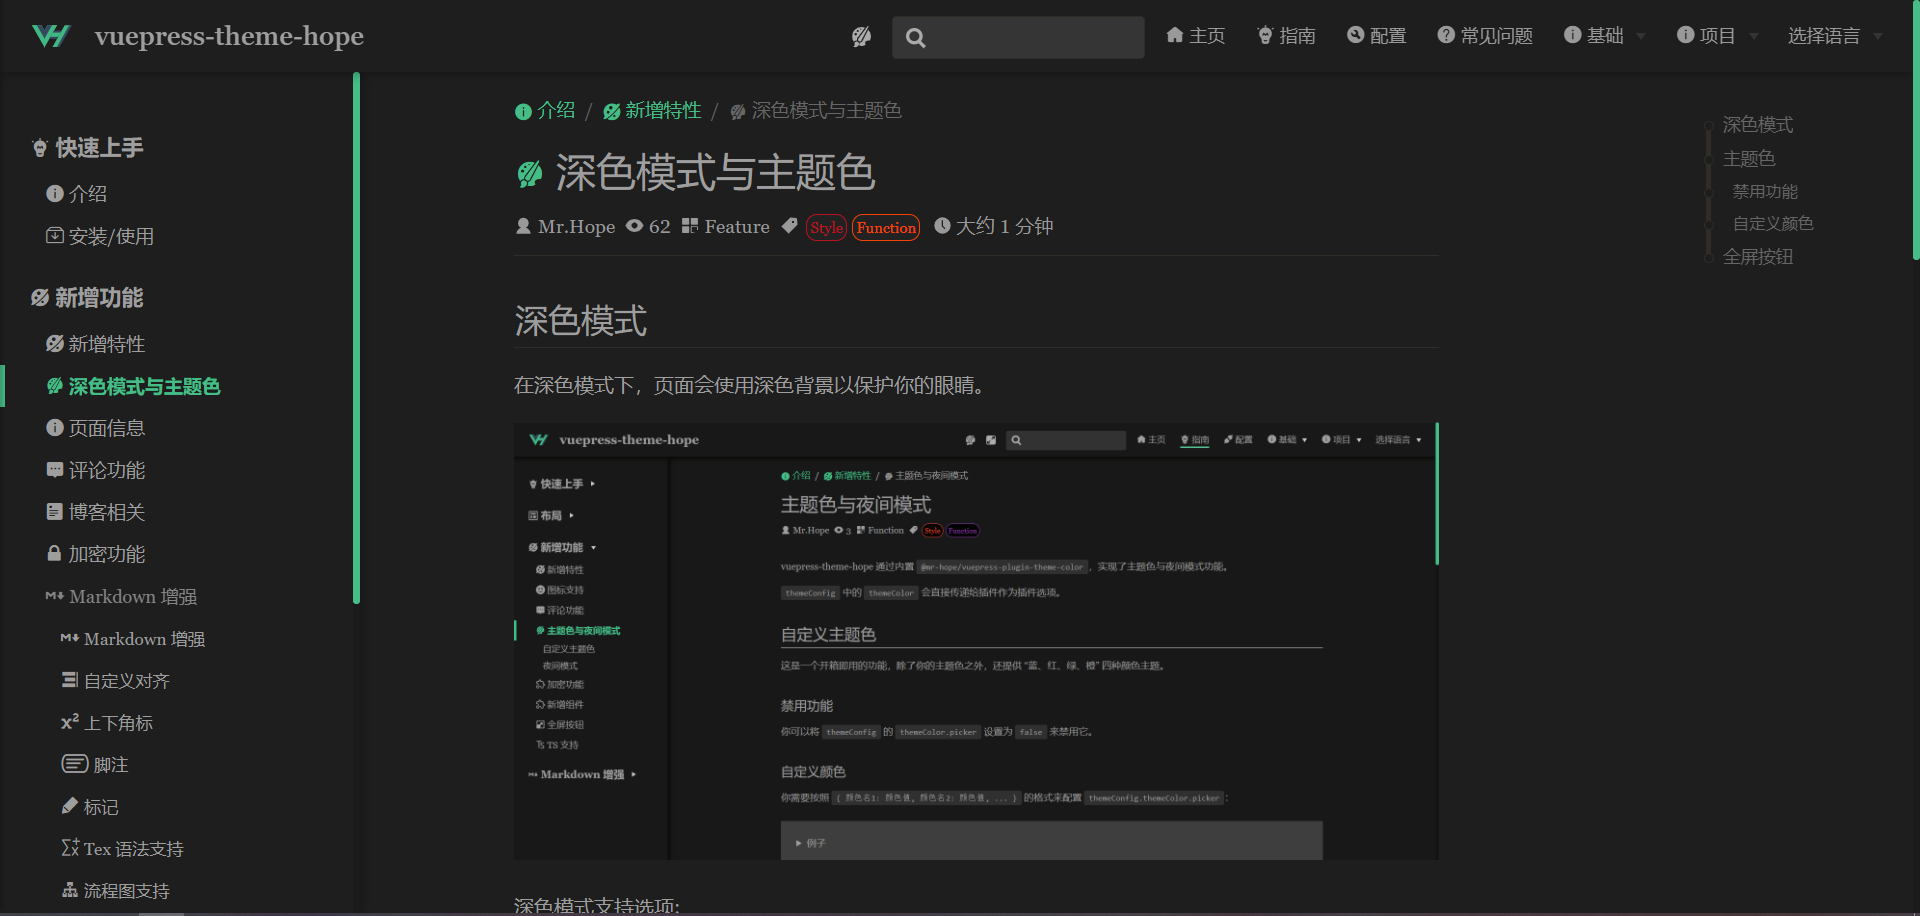 vuepress-theme-hope
主页
指南
配置
常见问题
基础
项目
选择语言
快速上手
介绍
安装/使用
新增功能
新增特性
深色模式与主题色
页面信息
评论功能
博客相关
加密功能
Markdown 增强
Markdown 增强
自定义对齐
上下角标
脚注
标记
Tex 语法支持
流程图支持
介绍 / 新增特性 / 深色模式与主题色
深色模式与主题色
Mr.Hope 62 Feature Style Function 大约 1 分钟
深色模式
在深色模式下，页面会使用深色背景以保护你的眼睛。
vuepress-theme-hope
主页
指南
配置
基础
项目
选择语言
快速上手
布局
新增功能
新增特性
图标支持
评论功能
主题色与夜间模式
自定义主题色
夜间模式
加密功能
新增组件
全屏按钮
TS TS 支持
Markdown 增强
介绍 / 新增特性 / 主题色与夜间模式
主题色与夜间模式
Mr.Hope 3 Function Style Function
vuepress-theme-hope 通过内置 @mr-hope/vuepress-plugin-theme-color，实现了主题色与夜间模式功能。
themeConfig 中的 themeColor 会直接传递给插件作为插件选项。
自定义主题色
这是一个开箱即用的功能，除了你的主题色之外，还提供 “蓝、红、绿、橙” 四种颜色主题。
禁用功能
你可以将 themeConfig 的 themeColor.picker 设置为 false 来禁用它。
自定义颜色
你需要按照 { 颜色名1: 颜色值, 颜色名2: 颜色值, ... } 的格式来配置 themeConfig.themeColor.picker :
例子
深色模式支持选项:
深色模式
主题色
禁用功能
自定义颜色
全屏按钮